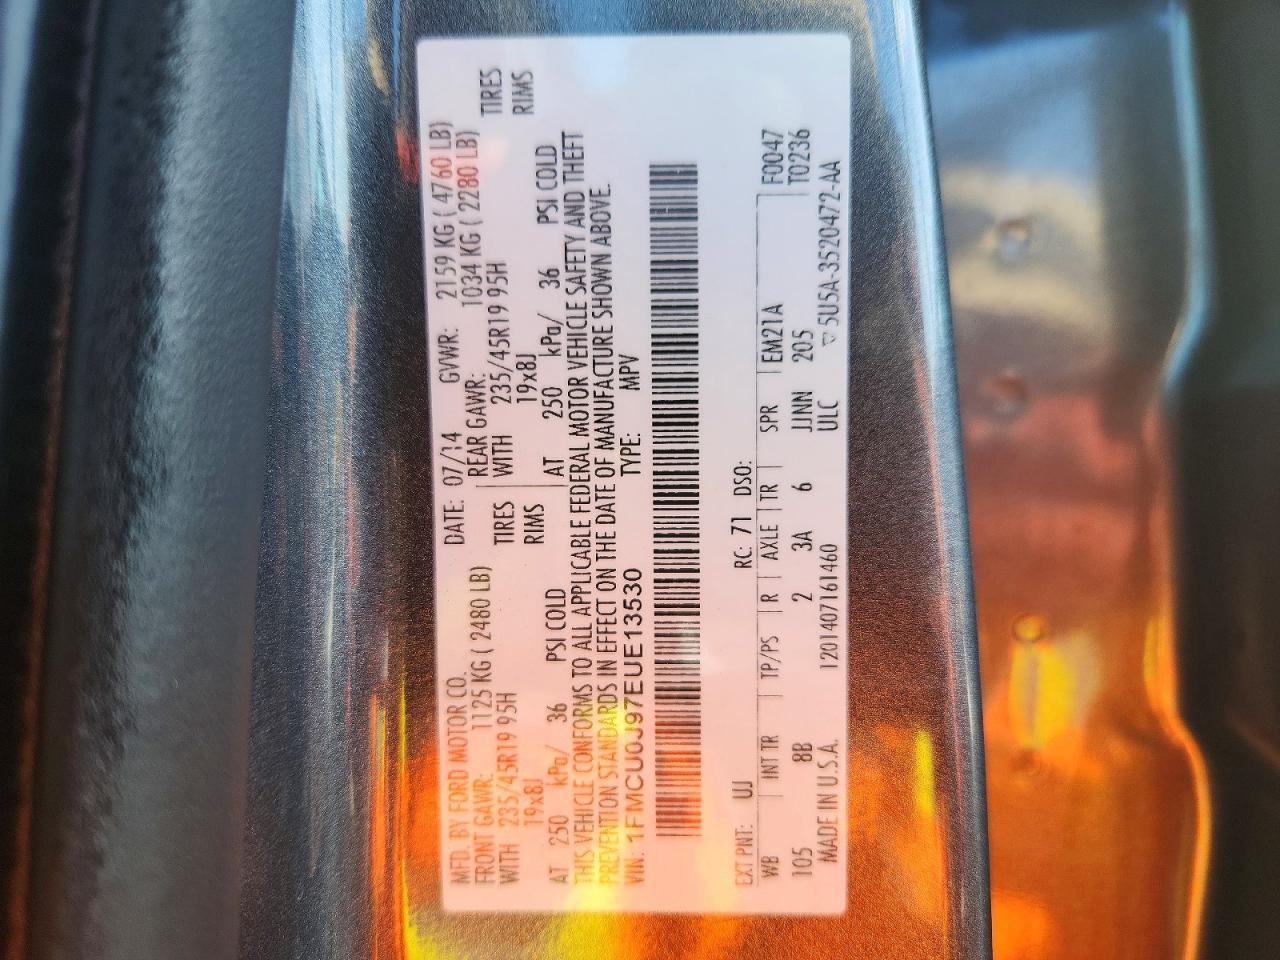 MFD. BY FORD MOTOR CO. DATE: 07/14 GVWR: 2159 KG ( 4760 LB)
FRONT GAWR: 1125 KG ( 2480 LB) REAR GAWR: 1034 KG ( 2280 LB)
WITH 235/45R19 95H TIRES WITH 235/45R19 95H TIRES
19x8J RIMS 19x8J RIMS
AT 250 kPa/ 36 PSI COLD AT 250 kPa/ 36 PSI COLD
THIS VEHICLE CONFORMS TO ALL APPLICABLE FEDERAL MOTOR VEHICLE SAFETY AND THEFT
PREVENTION STANDARDS IN EFFECT ON THE DATE OF MANUFACTURE SHOWN ABOVE.
VIN: 1FMCU0J97EUE13530 TYPE: MPV
EXT PNT: UJ RC: 71 DSO:
WB INT TR TP/PS R AXLE TR SPR EM21A F0047
105 8B 2 3A 6 JJNN 205 T0236
MADE IN U.S.A. 120140716146​0 ULC ▽5U5A-3520472-AA